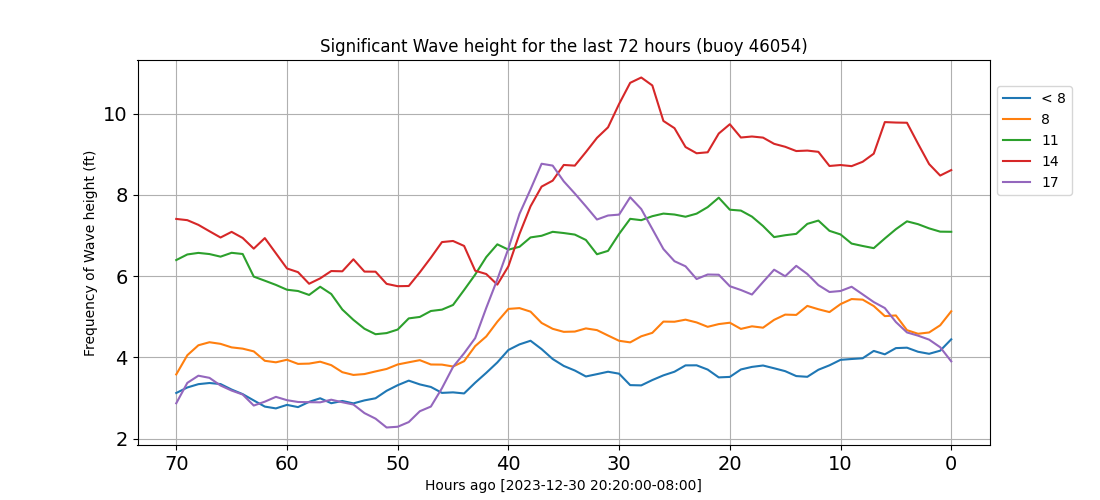 Significant Wave height for the last 72 hours (buoy 46054)
Frequency of Wave height (ft)
10
8
6
4
2
70 60 50 40 30 20 10 0
Hours ago [2023-12-30 20:20:00-08:00]
< 8
8
11
14
17